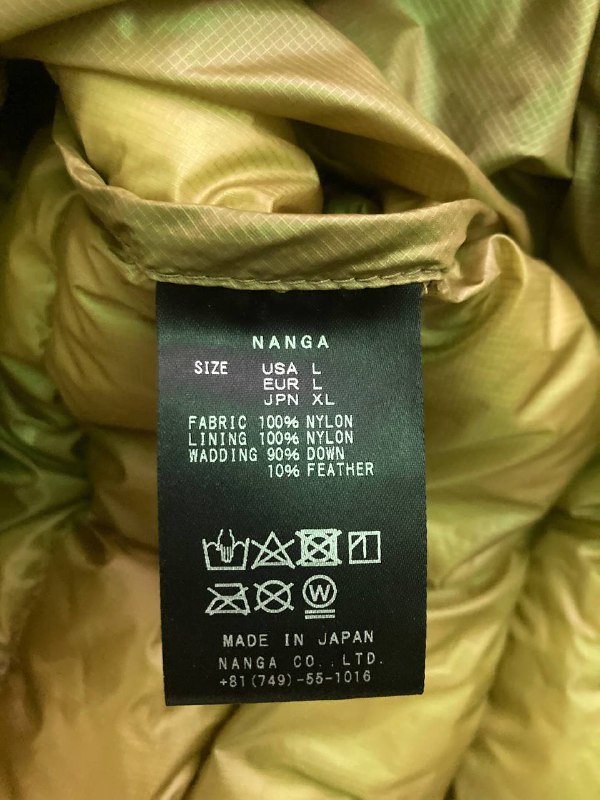 NANGA
SIZE USA L
EUR L
JPN XL
FABRIC 100% NYLON
LINING 100% NYLON
WADDING 90% DOWN
10% FEATHER
W
MADE IN JAPAN
NANGA CO., LTD.
+81(749)-55-1016